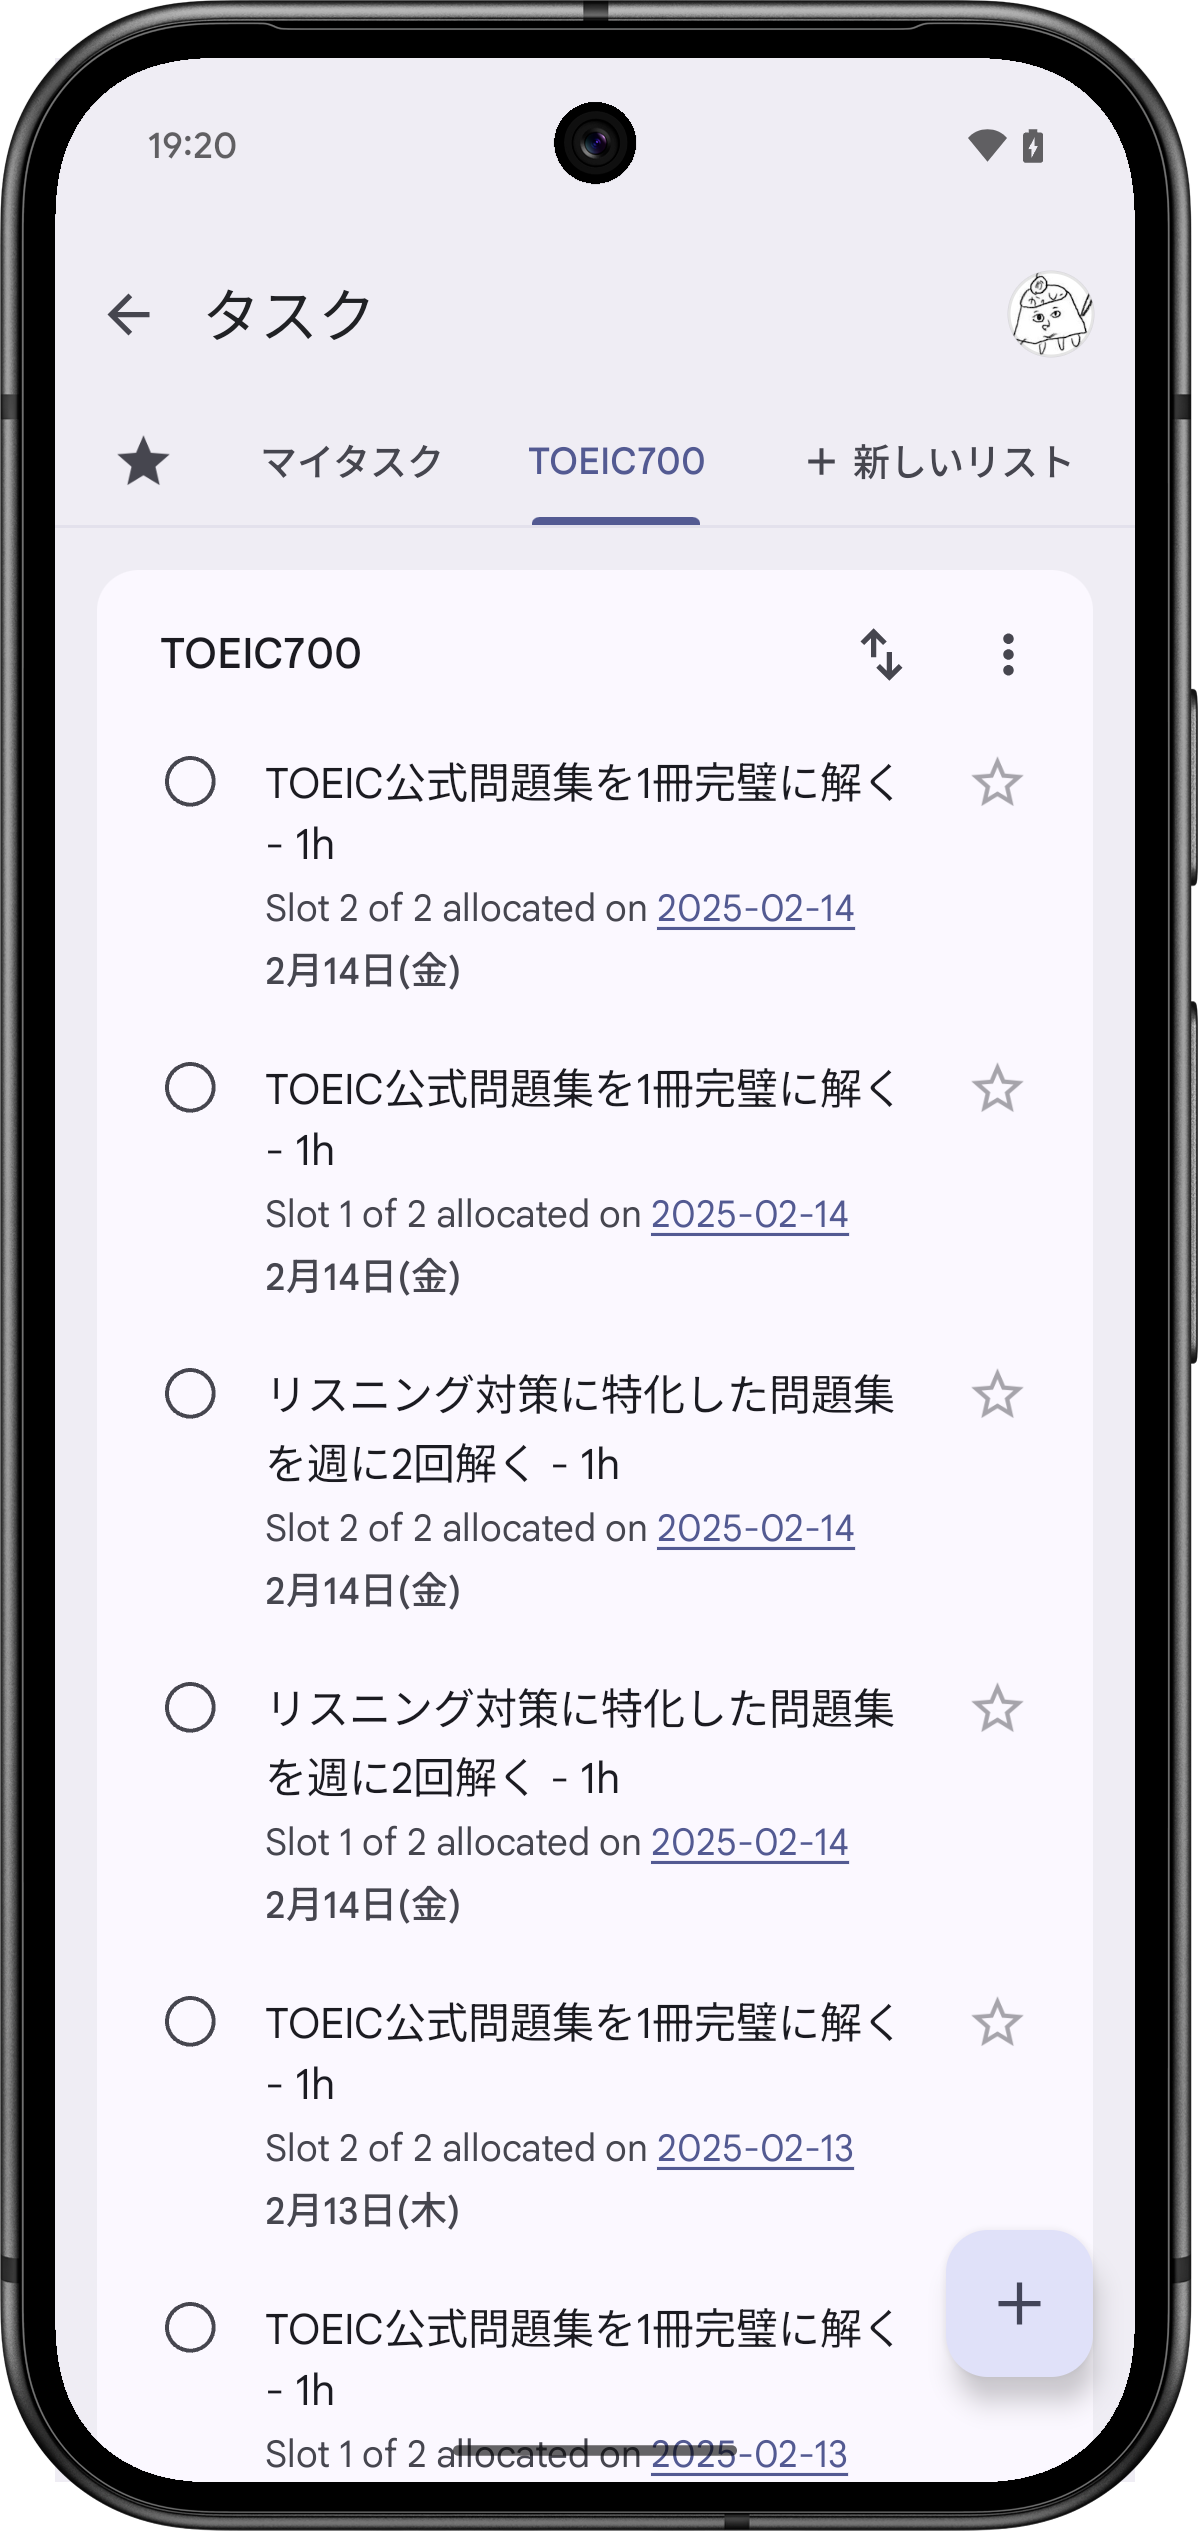 19:20
タスク
マイタスク
TOEIC700
+ 新しいリスト
TOEIC700
TOEIC公式問題集を1冊完璧に解く
- 1h
Slot 2 of 2 allocated on 2025-02-14
2月14日(金)
TOEIC公式問題集を1冊完璧に解く
- 1h
Slot 1 of 2 allocated on 2025-02-14
2月14日(金)
リスニング対策に特化した問題集
を週に2回解く - 1h
Slot 2 of 2 allocated on 2025-02-14
2月14日(金)
リスニング対策に特化した問題集
を週に2回解く - 1h
Slot 1 of 2 allocated on 2025-02-14
2月14日(金)
TOEIC公式問題集を1冊完璧に解く
- 1h
Slot 2 of 2 allocated on 2025-02-13
2月13日(木)
TOEIC公式問題集を1冊完璧に解く
- 1h
Slot 1 of 2 allocated on 2025-02-13